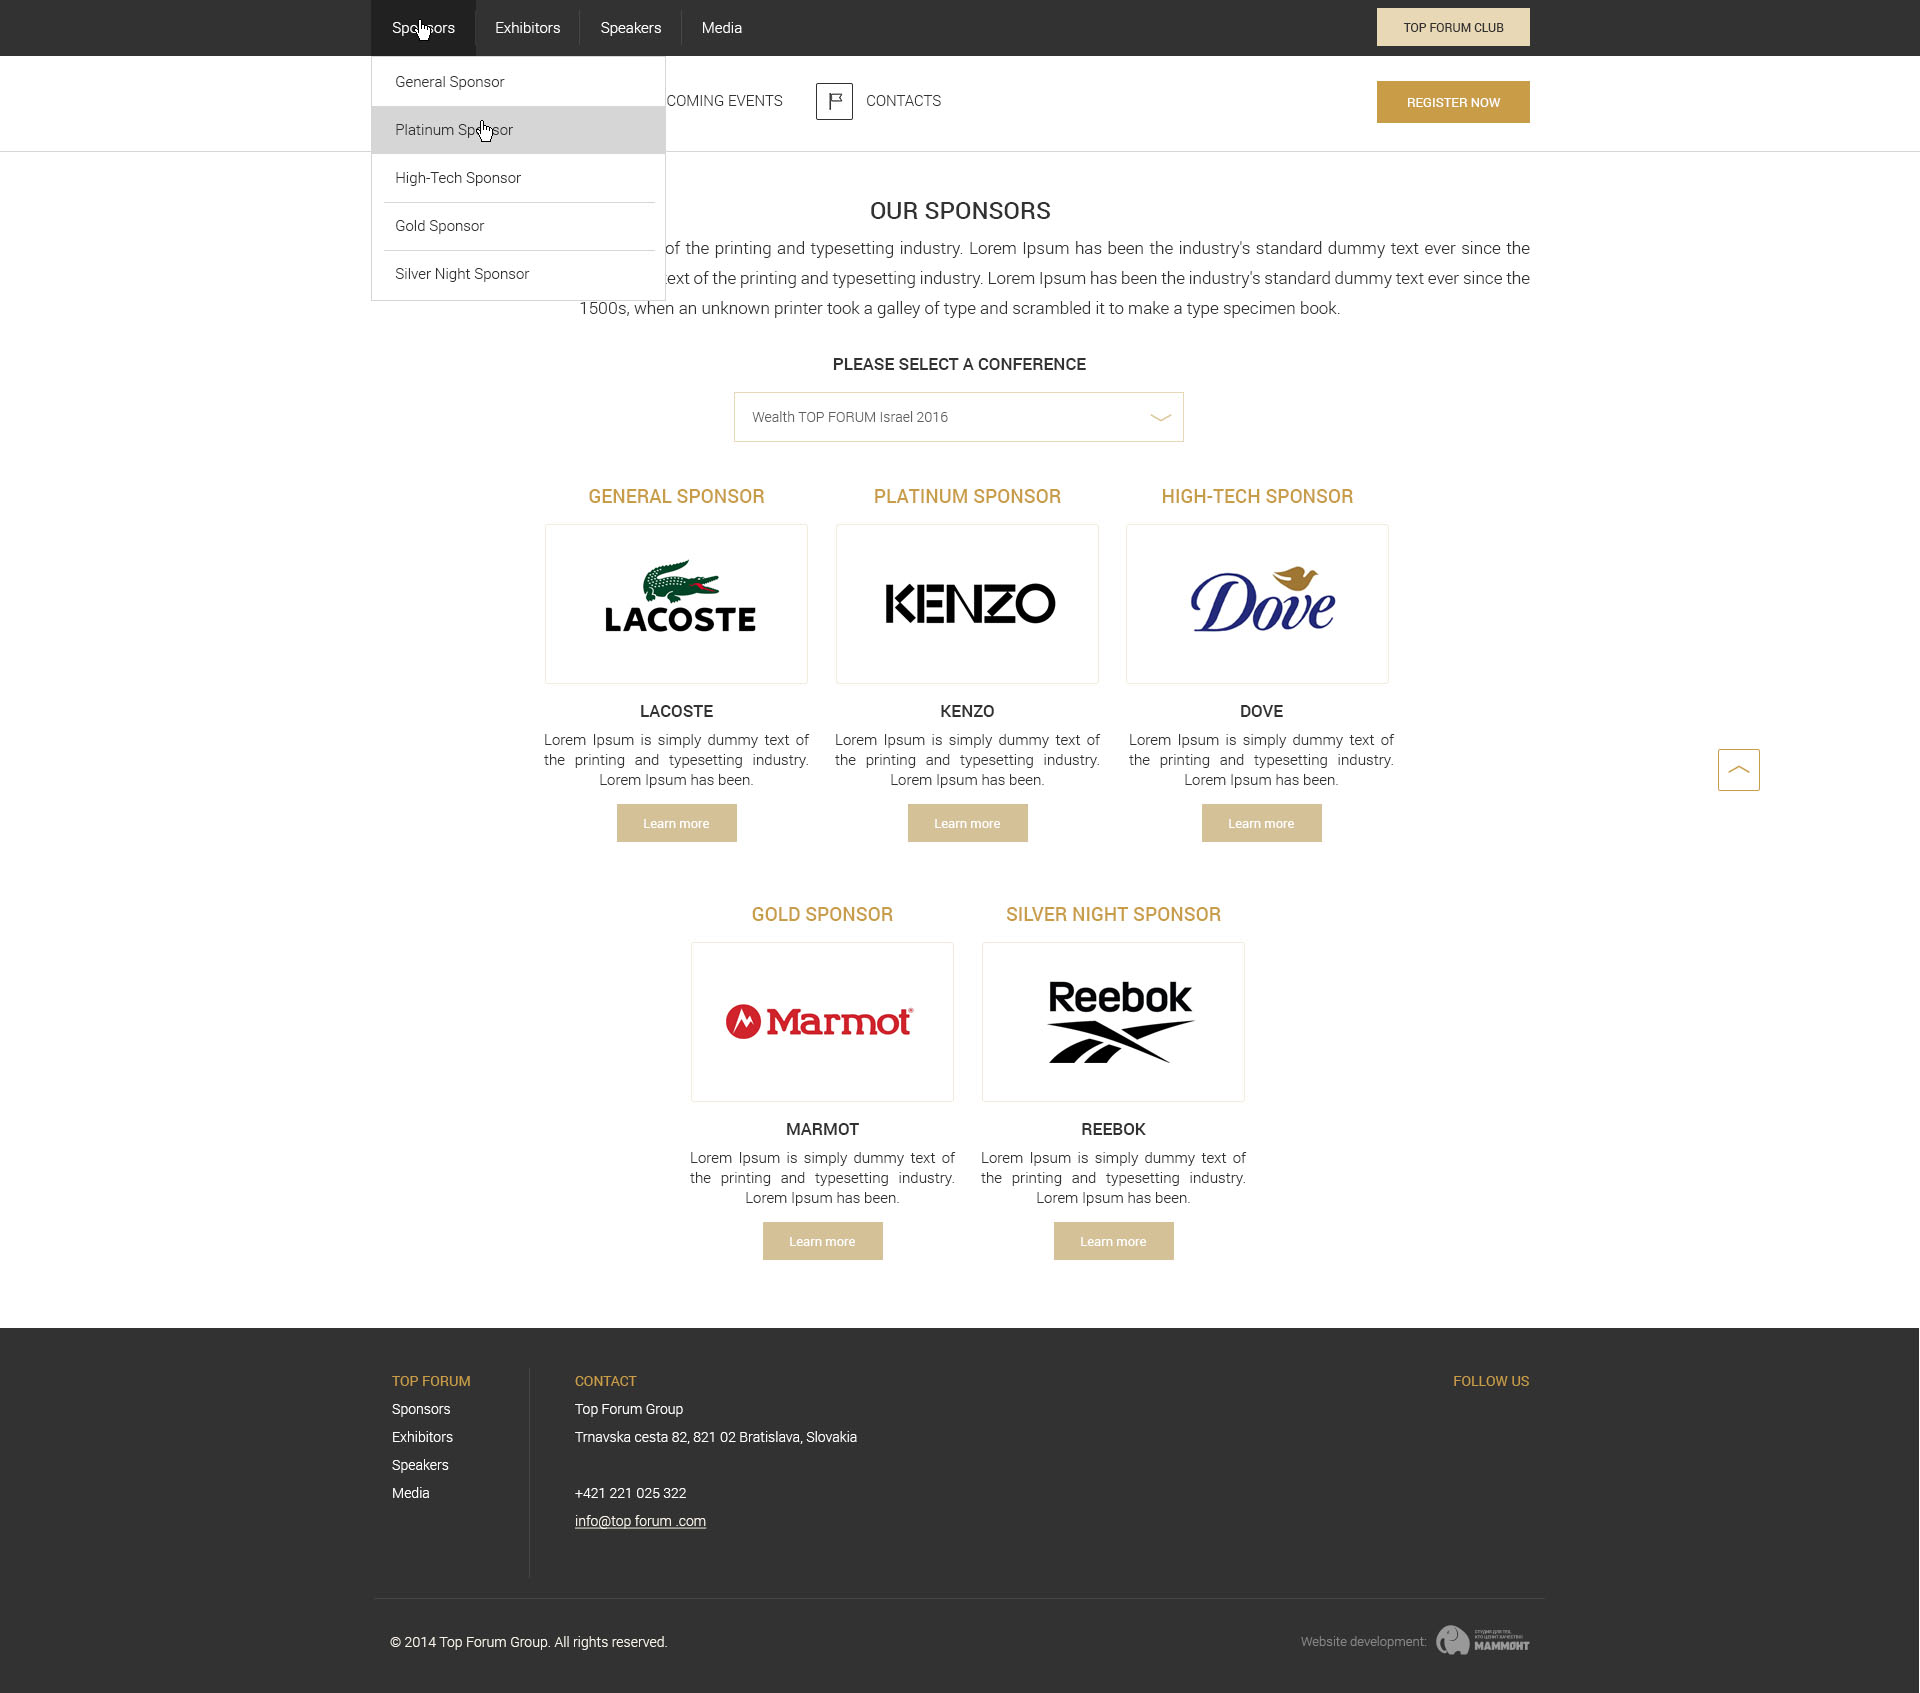 Sponsors
Exhibitors
Speakers
Media
TOP FORUM CLUB
General Sponsor
Platinum Sponsor
High-Tech Sponsor
Gold Sponsor
Silver Night Sponsor
COMING EVENTS
CONTACTS
REGISTER NOW
OUR SPONSORS
of the printing and typesetting industry. Lorem Ipsum has been the industry's standard dummy text ever since the
ext of the printing and typesetting industry. Lorem Ipsum has been the industry's standard dummy text ever since the
1500s, when an unknown printer took a galley of type and scrambled it to make a type specimen book.
PLEASE SELECT A CONFERENCE
Wealth TOP FORUM Israel 2016
GENERAL SPONSOR
LACOSTE
LACOSTE
Lorem Ipsum is simply dummy text of
the printing and typesetting industry.
Lorem Ipsum has been.
Learn more
PLATINUM SPONSOR
KENZO
KENZO
Lorem Ipsum is simply dummy text of
the printing and typesetting industry.
Lorem Ipsum has been.
Learn more
HIGH-TECH SPONSOR
Dove
DOVE
Lorem Ipsum is simply dummy text of
the printing and typesetting industry.
Lorem Ipsum has been.
Learn more
GOLD SPONSOR
Marmot®
MARMOT
Lorem Ipsum is simply dummy text of
the printing and typesetting industry.
Lorem Ipsum has been.
Learn more
SILVER NIGHT SPONSOR
Reebok
REEBOK
Lorem Ipsum is simply dummy text of
the printing and typesetting industry.
Lorem Ipsum has been.
Learn more
TOP FORUM
Sponsors
Exhibitors
Speakers
Media
CONTACT
Top Forum Group
Trnavska cesta 82, 821 02 Bratislava, Slovakia
+421 221 025 322
info@top forum .com
FOLLOW US
© 2014 Top Forum Group. All rights reserved.
Website development:
СТУДИЯ ДЛЯ ТЕХ,
КТО ЦЕНИТ КАЧЕСТВО
МАММОНТ